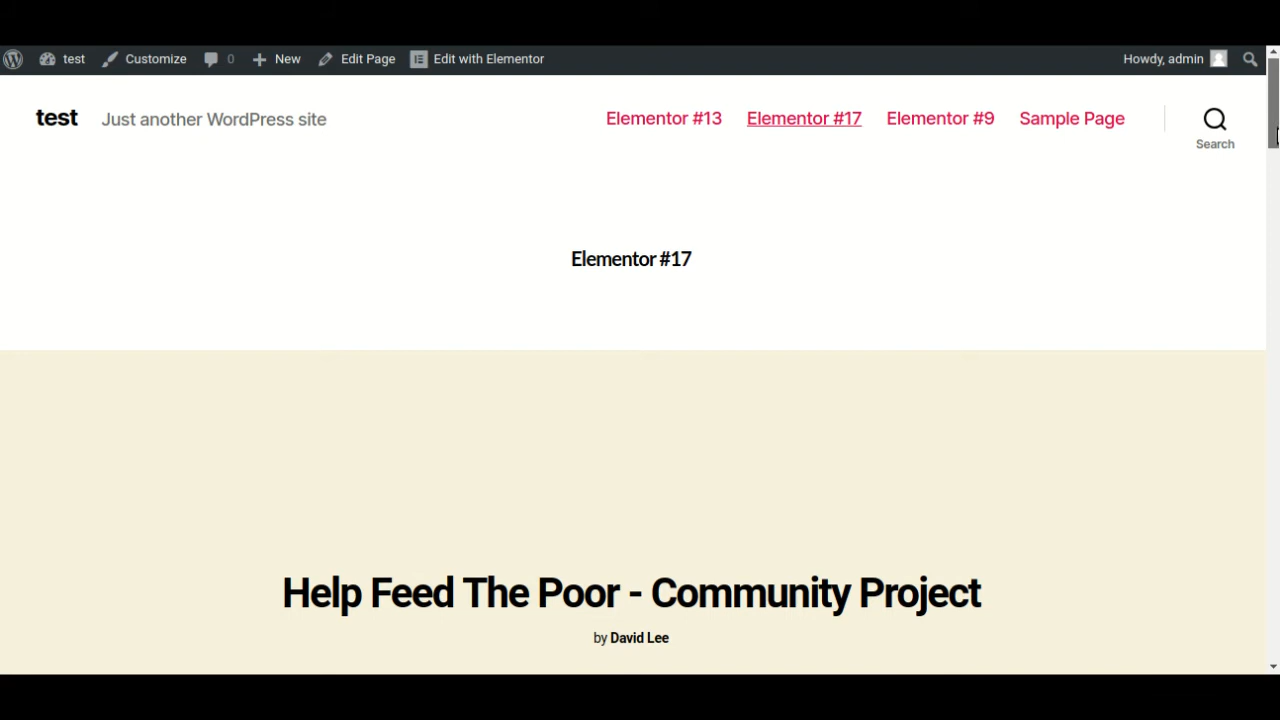 test Customize 0 New Edit Page Edit with Elementor Howdy, admin
test Just another WordPress site Elementor #13 Elementor #17 Elementor #9 Sample Page
Search
Elementor #17
Help Feed The Poor - Community Project
by David Lee